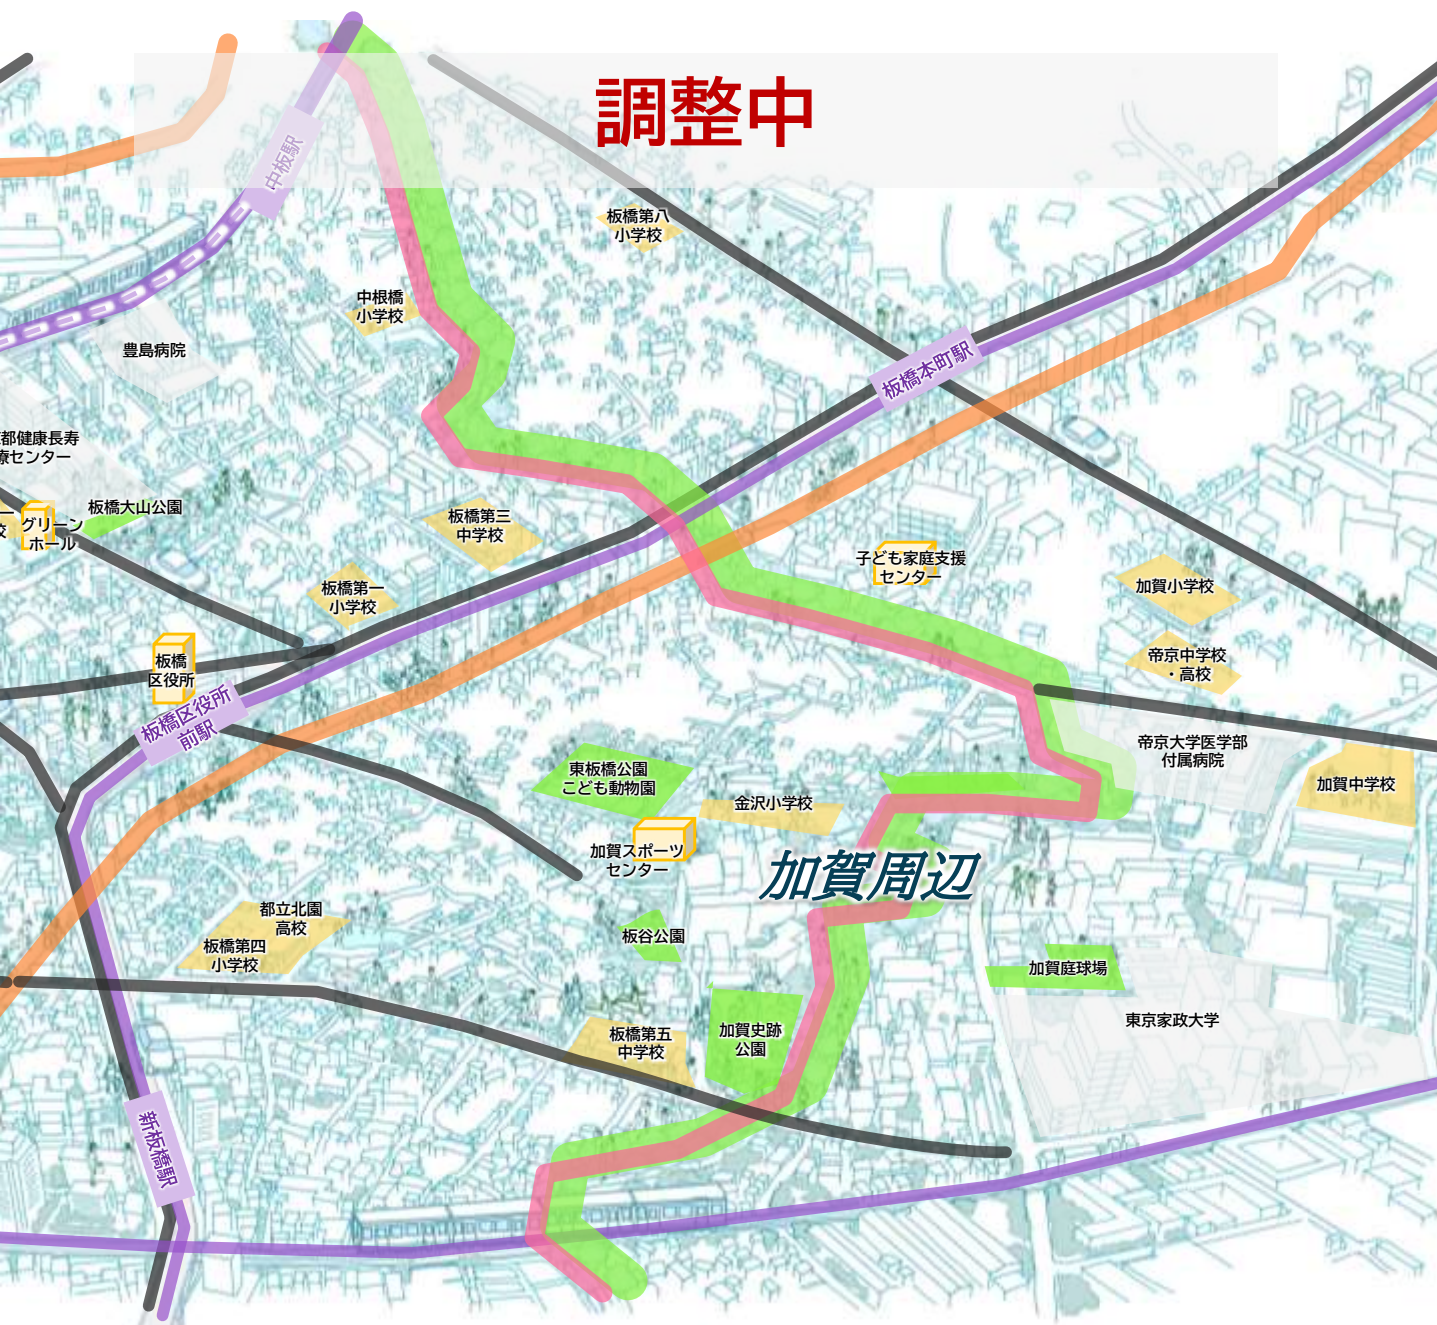 調整中
中板駅
板橋第八
小学校
中根橋
小学校
豊島病院
板橋本町駅
都健康長寿
療センター
板橋大山公園
グリーン
ホール
校
板橋第三
中学校
子ども家庭支援
センター
板橋第一
小学校
加賀小学校
帝京中学校
・高校
板橋
区役所
板橋区役所
前駅
帝京大学医学部
付属病院
東板橋公園
こども動物園
金沢小学校
加賀中学校
加賀スポーツ
センター
加賀周辺
都立北園
高校
板橋第四
小学校
板谷公園
加賀庭球場
加賀史跡
公園
東京家政大学
板橋第五
中学校
新板橋駅